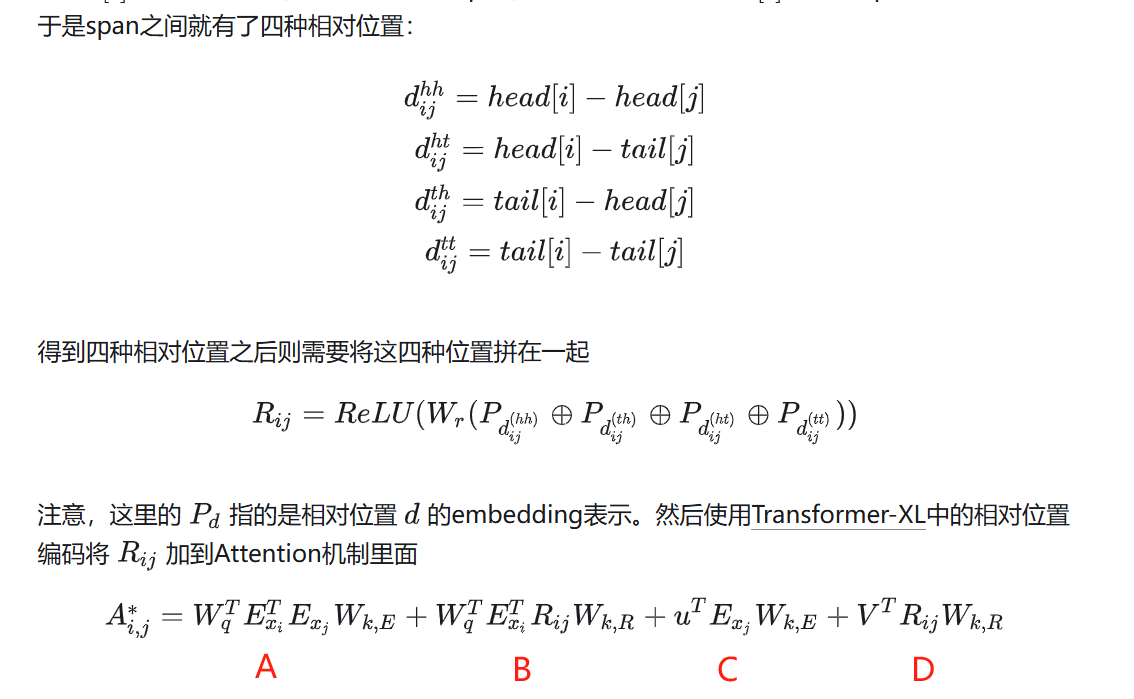 于是span之间就有了四种相对位置：
$d_{ij}^{hh} = head[i] - head[j]$
$d_{ij}^{ht} = head[i] - tail[j]$
$d_{ij}^{th} = tail[i] - head[j]$
$d_{ij}^{tt} = tail[i] - tail[j]$
得到四种相对位置之后则需要将这四种位置拼在一起
$R_{ij} = ReLU(W_r(P_{d_{ij}^{(hh)}} \oplus P_{d_{ij}^{(th)}} \oplus P_{d_{ij}^{(ht)}} \oplus P_{d_{ij}^{(tt)}}))$
注意，这里的 $P_d$ 指的是相对位置 $d$ 的embedding表示。然后使用Transformer-XL中的相对位置
编码将 $R_{ij}$ 加到Attention机制里面
$A_{i,j}^{*} = W_q^T E_{x_i}^T E_{x_j} W_{k,E} + W_q^T E_{x_i}^T R_{ij} W_{k,R} + u^T E_{x_j} W_{k,E} + V^T R_{ij} W_{k,R}$
A B C D